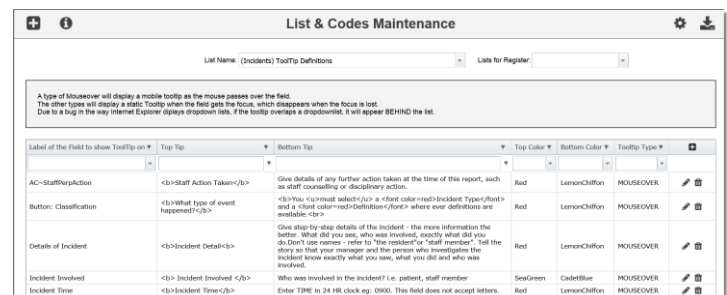 List & Codes Maintenance
List Name: (Incidents) ToolTip Definitions
Lists for Register:
A type of Mouseover will display a mobile tooltip as the mouse passes over the field.
The other types will display a static Tooltip when the field gets the focus, which disappears when the focus is lost.
Due to a bug in the way Internet Explorer diplays dropdown lists, if the tooltip overlaps a dropdownlist, it will appear BEHIND the list.
Label of the Field to show ToolTip on Top Tip Bottom Tip Top Color Bottom Color Tooltip Type
AC~StaffPerpAction <b>Staff Action Taken</b> Give details of any further action taken at the time of this report, such
as staff counselling or disciplinary action. Red LemonChiffon MOUSEOVER
Button: Classification <b>What type of event
happened?</b> <b>You <u>must select</u> a <font color=red>Incident Type</font>
and a <font color=red>Definition</font> where ever definitions are
available.<br> Red LemonChiffon MOUSEOVER
Details of Incident <b>Incident Detail<b> Give step-by-step details of the incident - the more information the
better. What did you see, who was involved, exactly what did you
do.Don't use names - refer to "the resident"or "staff member". Tell the
story so that your manager and the person who investigates the
incident know exactly what you saw, what you did and who was
involved. Red LemonChiffon MOUSEOVER
Incident Involved <b> Incident Involved </b> Who was involved in the incident? i.e. patient, staff member SeaGreen CadetBlue MOUSEOVER
Incident Time <b>Incident Time</b> Enter TIME in 24 HR clock eg: 0900. This field does not accept letters. Red LemonChiffon MOUSEOVER